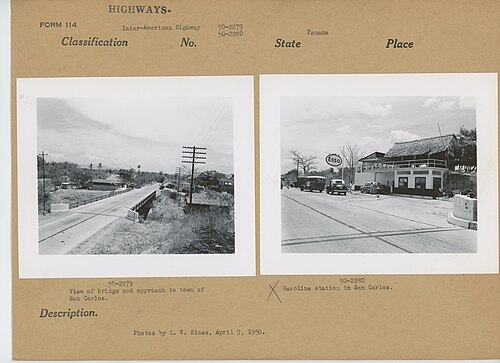 HIGHWAYS-
FORM 114
Inter-American Highway 50-2279
50-2280
Panama
Classification No. State Place
ESSO
50-2279
View of bridge and approach to town of
San Carlos.
50-2280
Gasoline station in San Carlos.
Description.
Photos by T. W. Kines, April 9, 1950.